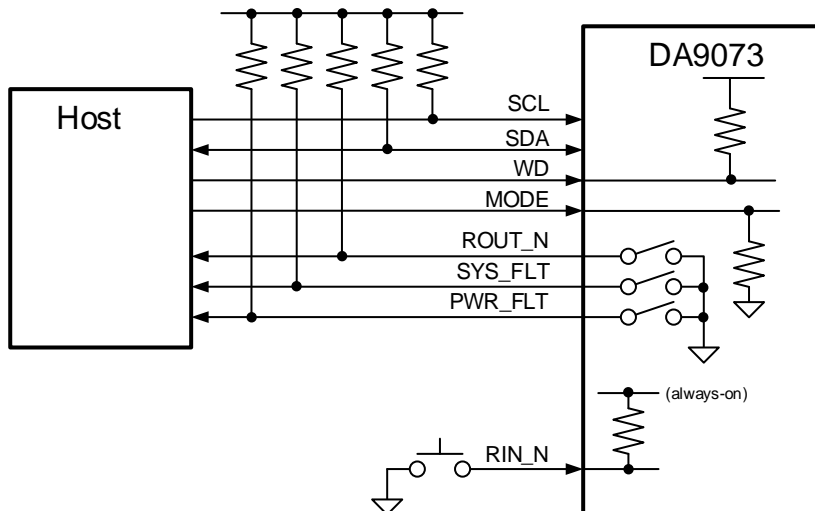 DA9073
Host
SCL
SDA
WD
MODE
ROUT_N
SYS_FLT
PWR_FLT
(always-on)
RIN_N